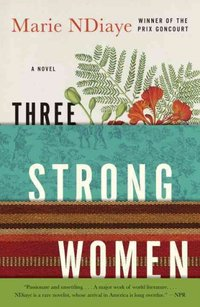 Marie NDiaye
WINNER OF THE
PRIX GONCOURT
A NOVEL
THREE
STRONG
WOMEN
"Passionate and unsettling . . . A major work of world literature. . . .
NDiaye is a rare novelist, whose arrival in America is long overdue." —NPR